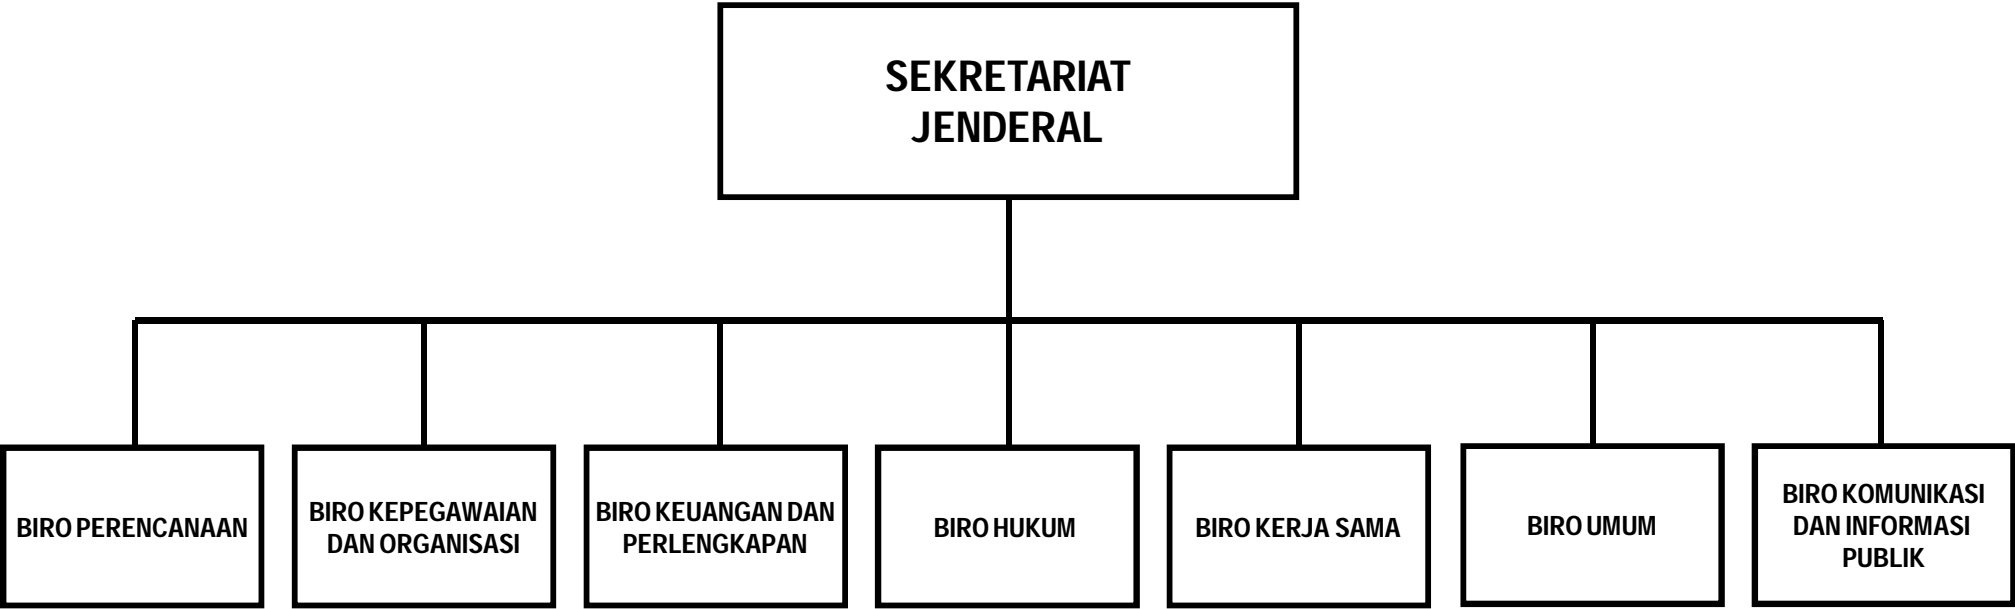 SEKRETARIAT
JENDERAL
BIRO PERENCANAAN
BIRO KEPEGAWAIAN
DAN ORGANISASI
BIRO KEUANGAN DAN
PERLENGKAPAN
BIRO HUKUM
BIRO KERJA SAMA
BIRO UMUM
BIRO KOMUNIKASI
DAN INFORMASI
PUBLIK